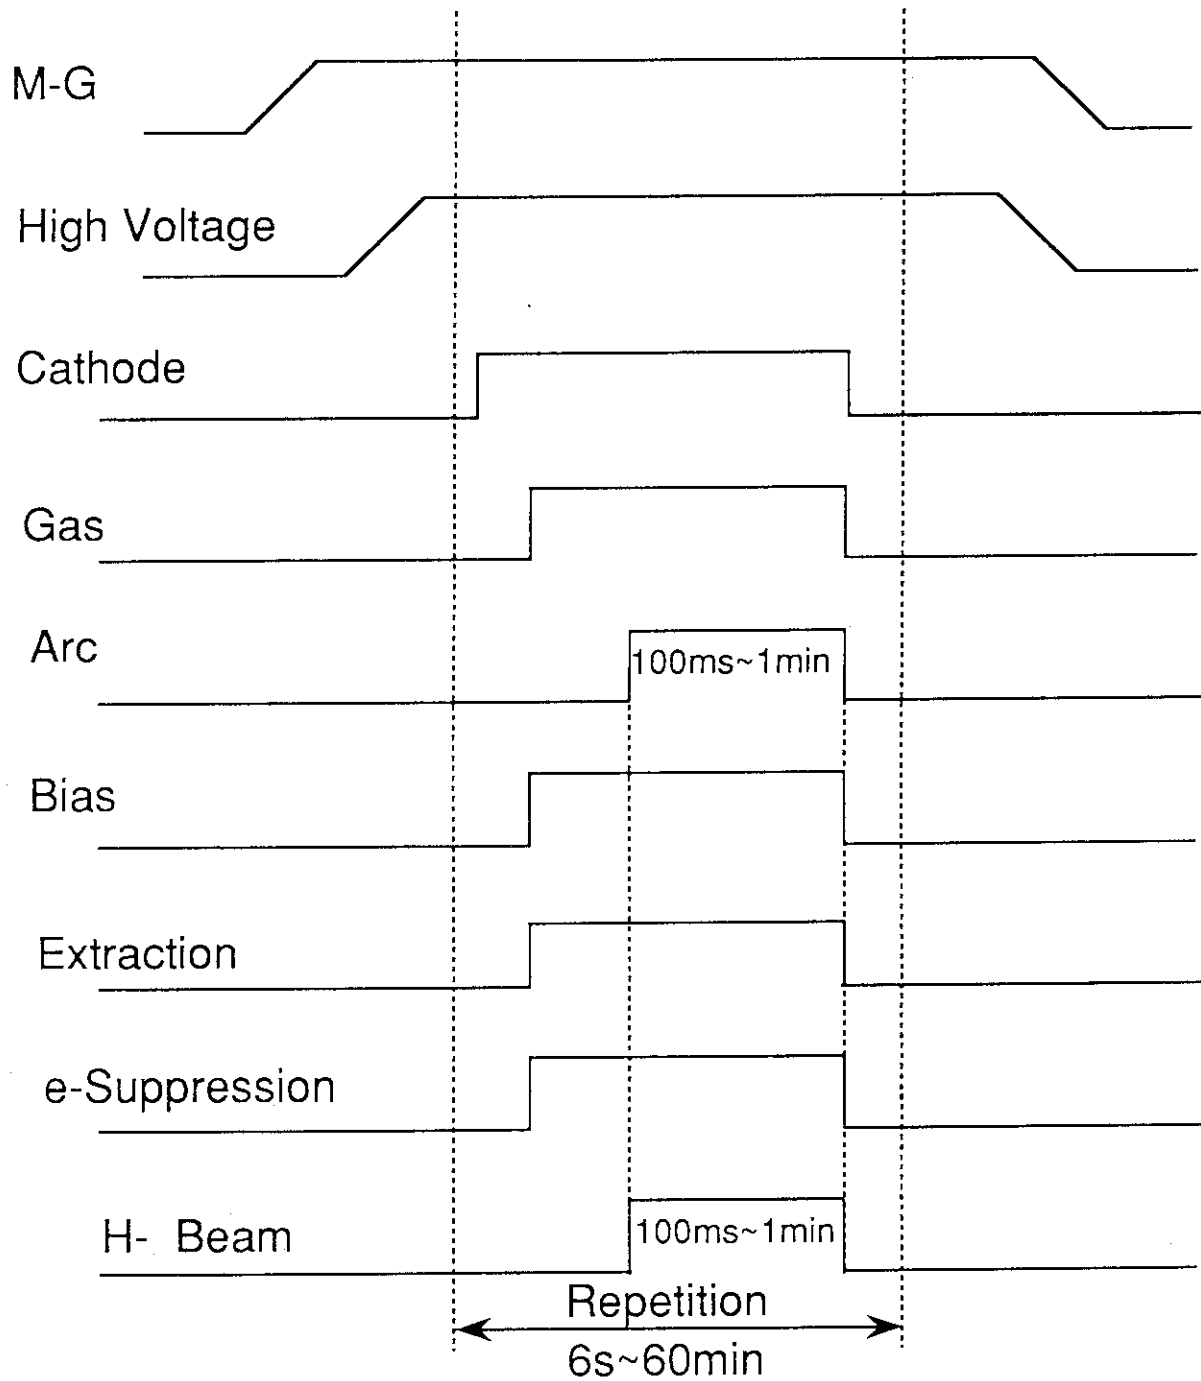 M-G
High Voltage
Cathode
Gas
Arc
100ms~1min
Bias
Extraction
e-Suppression
H- Beam
100ms~1min
Repetition
6s~60min